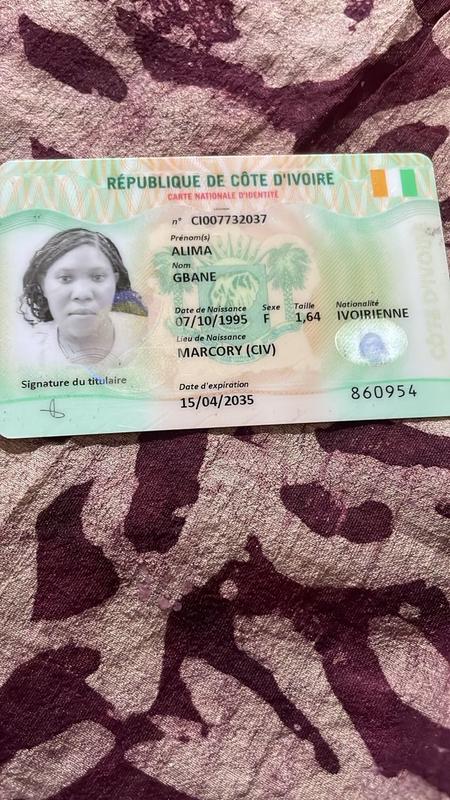 RÉPUBLIQUE DE CÔTE D'IVOIRE
CARTE NATIONALE D'IDENTITÉ
n° CI007732037
Prénom(s)
ALIMA
Nom
GBANE
Date de Naissance Sexe Taille Nationalité
07/10/1995 F 1,64 IVOIRIENNE
Lieu de Naissance
MARCORY (CIV)
Signature du titulaire
Date d'expiration
15/04/2035
860954